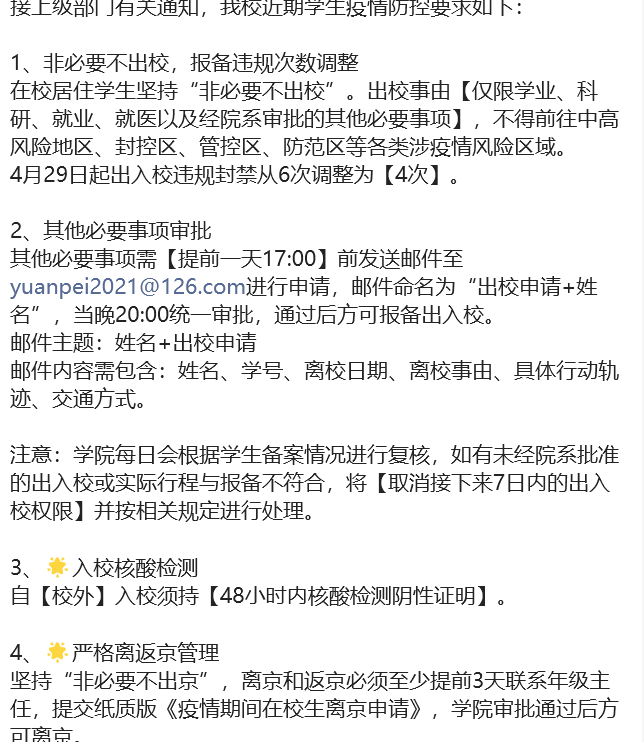 接上级部门有关通知，我校近期学生疫情防控要求如下：
1、非必要不出校，报备违规次数调整
在校居住学生坚持“非必要不出校”。出校事由【仅限学业、科
研、就业、就医以及经院系审批的其他必要事项】，不得前往中高
风险地区、封控区、管控区、防范区等各类涉疫情风险区域。
4月29日起出入校违规封禁从6次调整为【4次】。
2、其他必要事项审批
其他必要事项需【提前一天17:00】前发送邮件至
yuanpei2021@126.com进行申请，邮件命名为“出校申请+姓
名”，当晚20:00统一审批，通过后方可报备出入校。
邮件主题：姓名+出校申请
邮件内容需包含：姓名、学号、离校日期、离校事由、具体行动轨
迹、交通方式。
注意：学院每日会根据学生备案情况进行复核，如有未经院系批准
的出入校或实际行程与报备不符合，将【取消接下来7日内的出入
校权限】并按相关规定进行处理。
3、🌟入校核酸检测
自【校外】入校须持【48小时内核酸检测阴性证明】。
4、🌟严格离返京管理
坚持“非必要不出京”，离京和返京必须至少提前3天联系年级主
任，提交纸质版《疫情期间在校生离京申请》，学院审批通过后方
可离京。